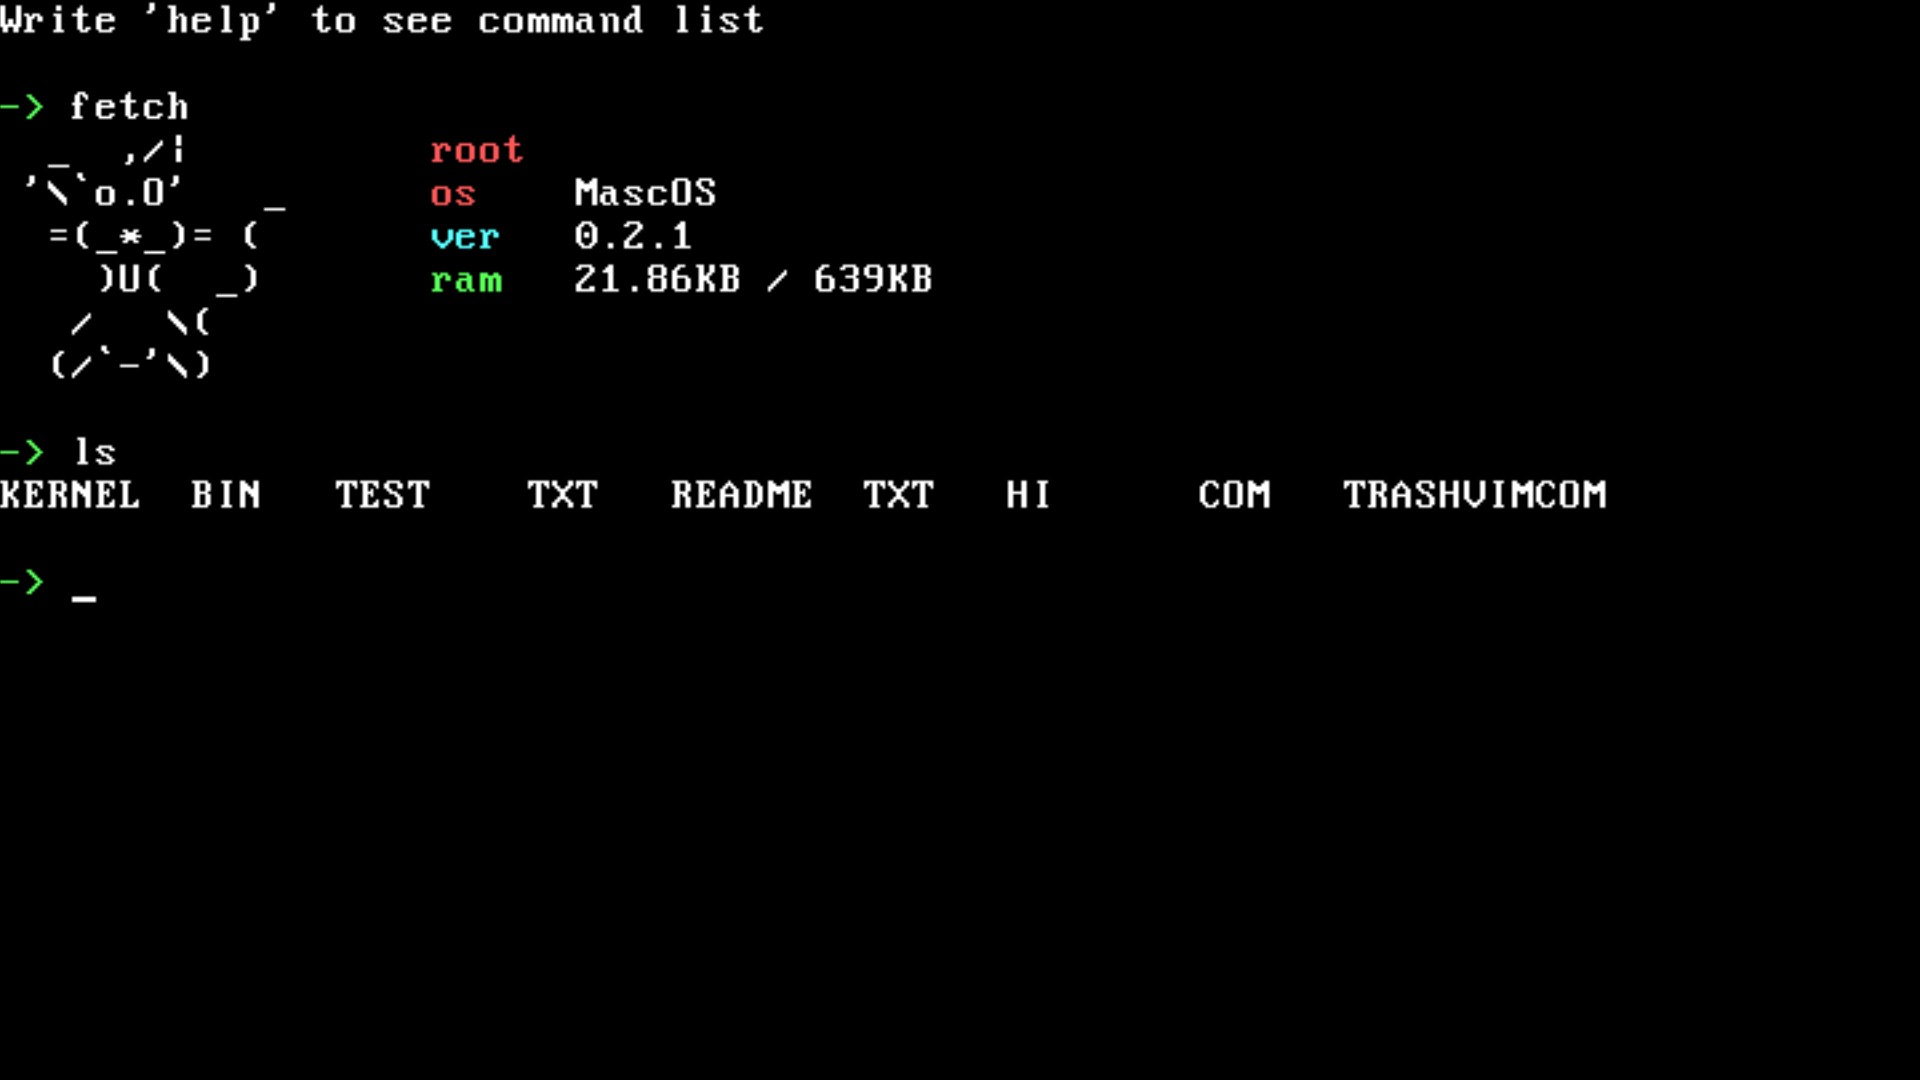 Write 'help' to see command list
-> fetch
 _   ,/¦            root
 '\`o.O'   _        os    MascOS
  =(_*_)= (         ver   0.2.1
    )U(  _)         ram   21.86KB / 639KB
   /   \(
  (/`-'\)
-> ls
KERNEL  BIN   TEST    TXT   README  TXT   HI      COM   TRASHVIMCOM
-> _